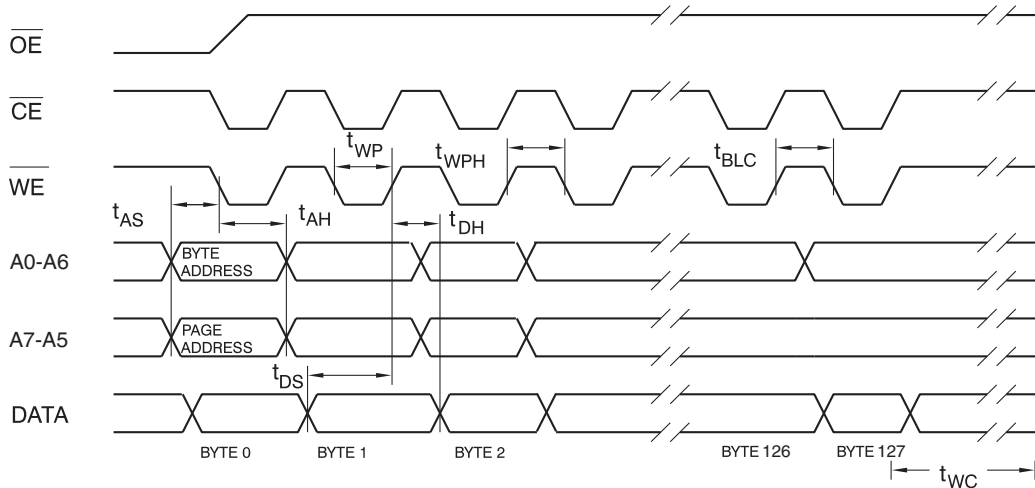 OE
CE
tWP
tWPH
tBLC
WE
tAS
tAH
tDH
A0-A6
BYTE
ADDRESS
A7-A5
PAGE
ADDRESS
tDS
DATA
BYTE 0
BYTE 1
BYTE 2
BYTE 126
BYTE 127
tWC